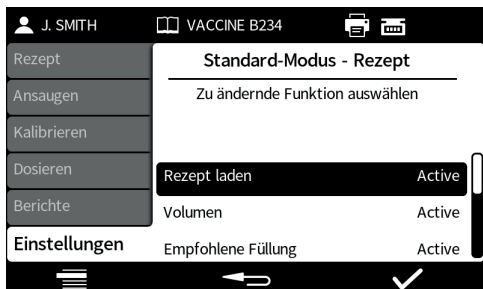 J. SMITH
VACCINE B234
Rezept
Ansaugen
Kalibrieren
Dosieren
Berichte
Einstellungen
Standard-Modus - Rezept
Zu ändernde Funktion auswählen
Rezept laden Active
Volumen Active
Empfohlene Füllung Active